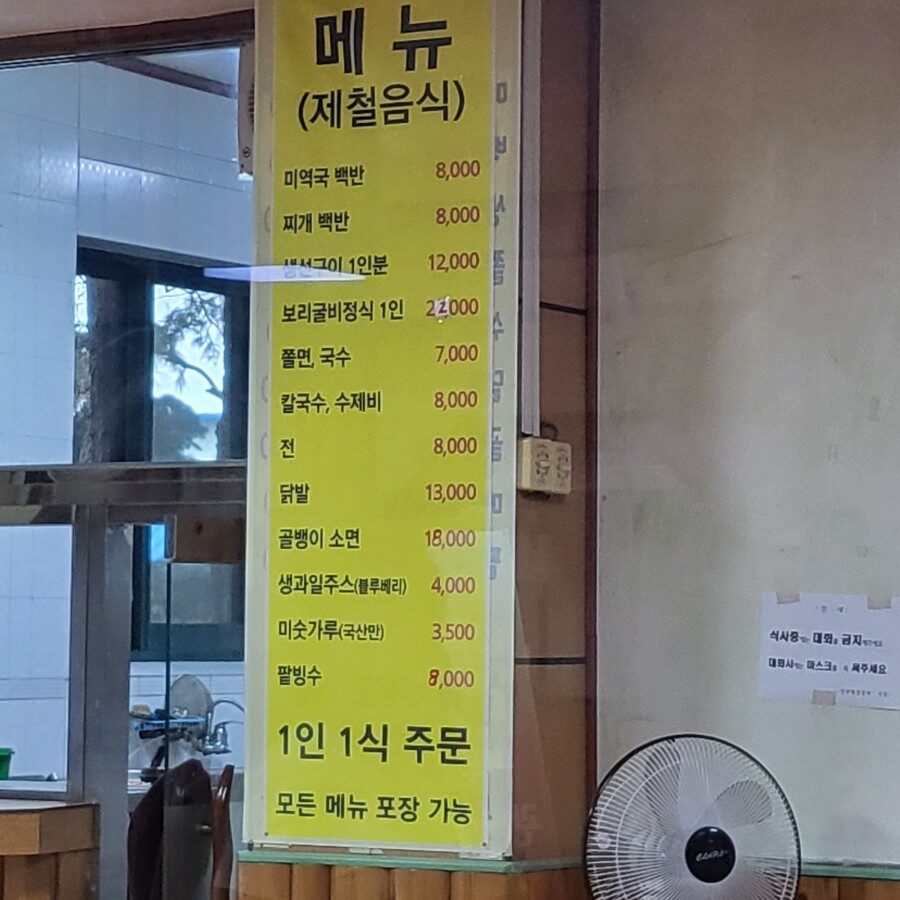 메뉴
(제철음식)
미역국 백반 8,000
찌개 백반 8,000
생선구이 1인분 12,000
보리굴비정식 1인 22,000
쫄면, 국수 7,000
칼국수, 수제비 8,000
전 8,000
닭발 13,000
골뱅이 소면 18,000
생과일주스(블루베리) 4,000
미숫가루(국산만) 3,500
팥빙수 8,000
1인 1식 주문
모든 메뉴 포장 가능
안 내
식사중에는 대화를 금지
대화시에는 마스크를 꼭 써주세요